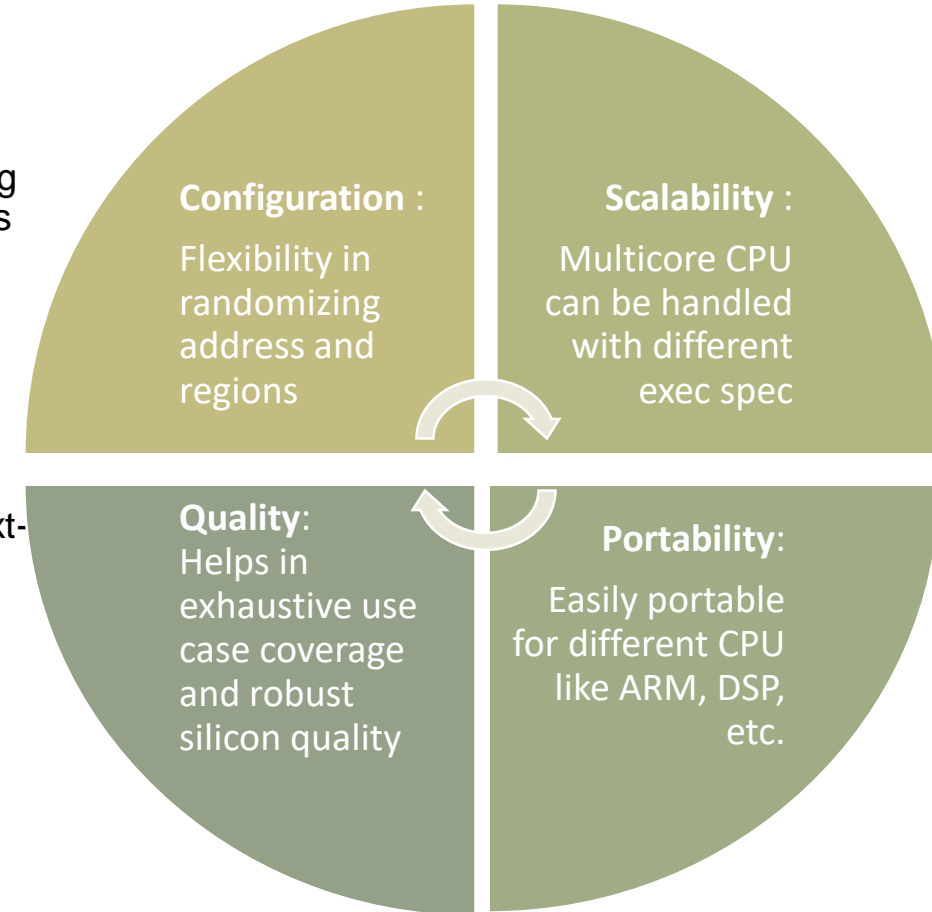 g
s
Configuration :
Flexibility in
randomizing
address and
regions
Scalability :
Multicore CPU
can be handled
with different
exec spec
xt-
Quality:
Helps in
exhaustive use
case coverage
and robust
silicon quality
Portability:
Easily portable
for different CPU
like ARM, DSP,
etc.